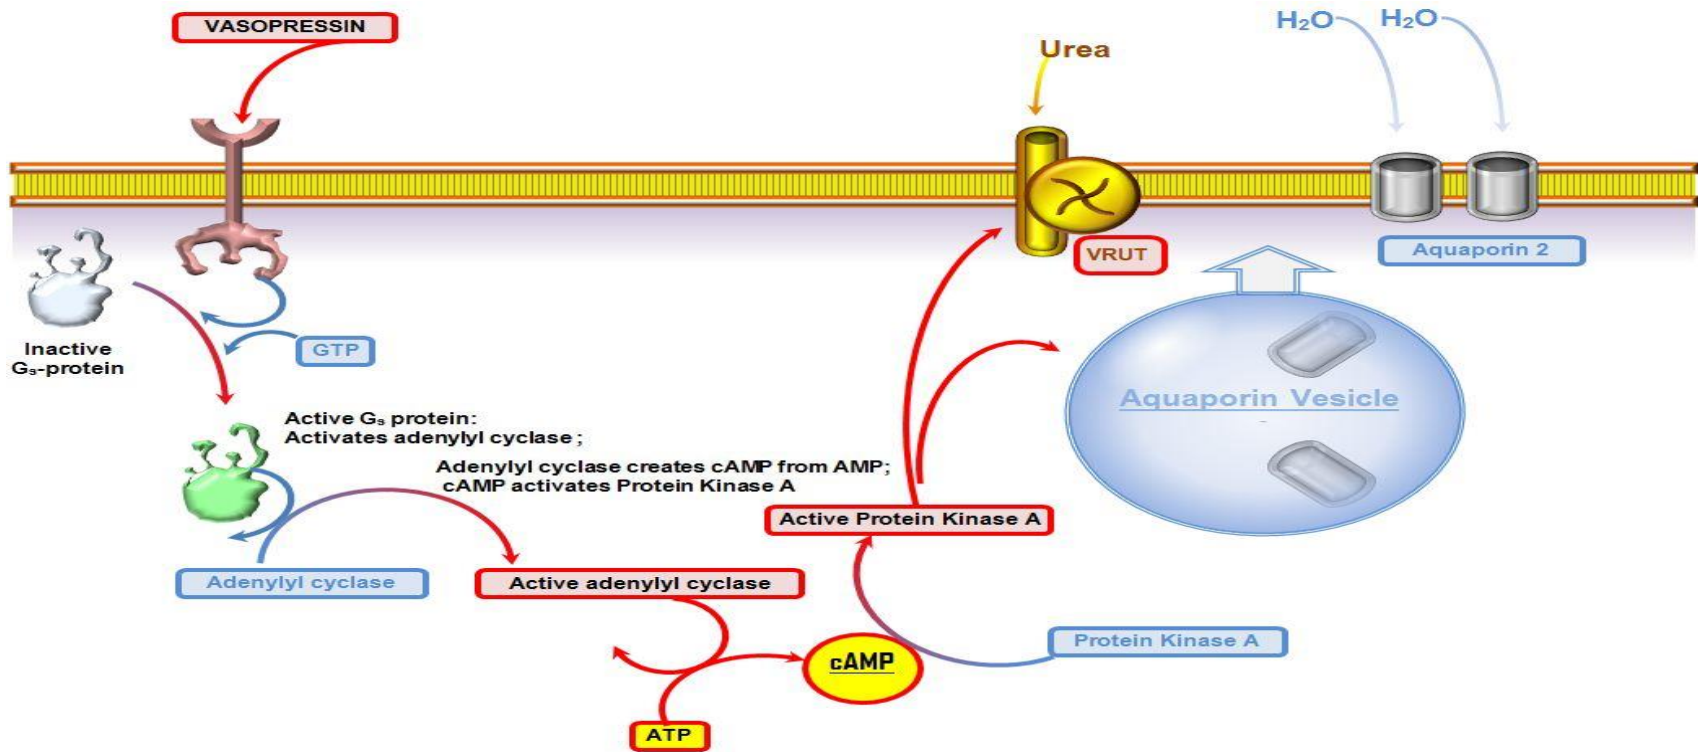 VASOPRESSIN
H₂O
H₂O
Urea
VRUT
Aquaporin 2
Inactive
Gₛ-protein
GTP
Aquaporin Vesicle
Active Gₛ protein:
Activates adenylyl cyclase ;
Adenylyl cyclase creates cAMP from AMP;
cAMP activates Protein Kinase A
Active Protein Kinase A
Adenylyl cyclase
Active adenylyl cyclase
Protein Kinase A
cAMP
ATP